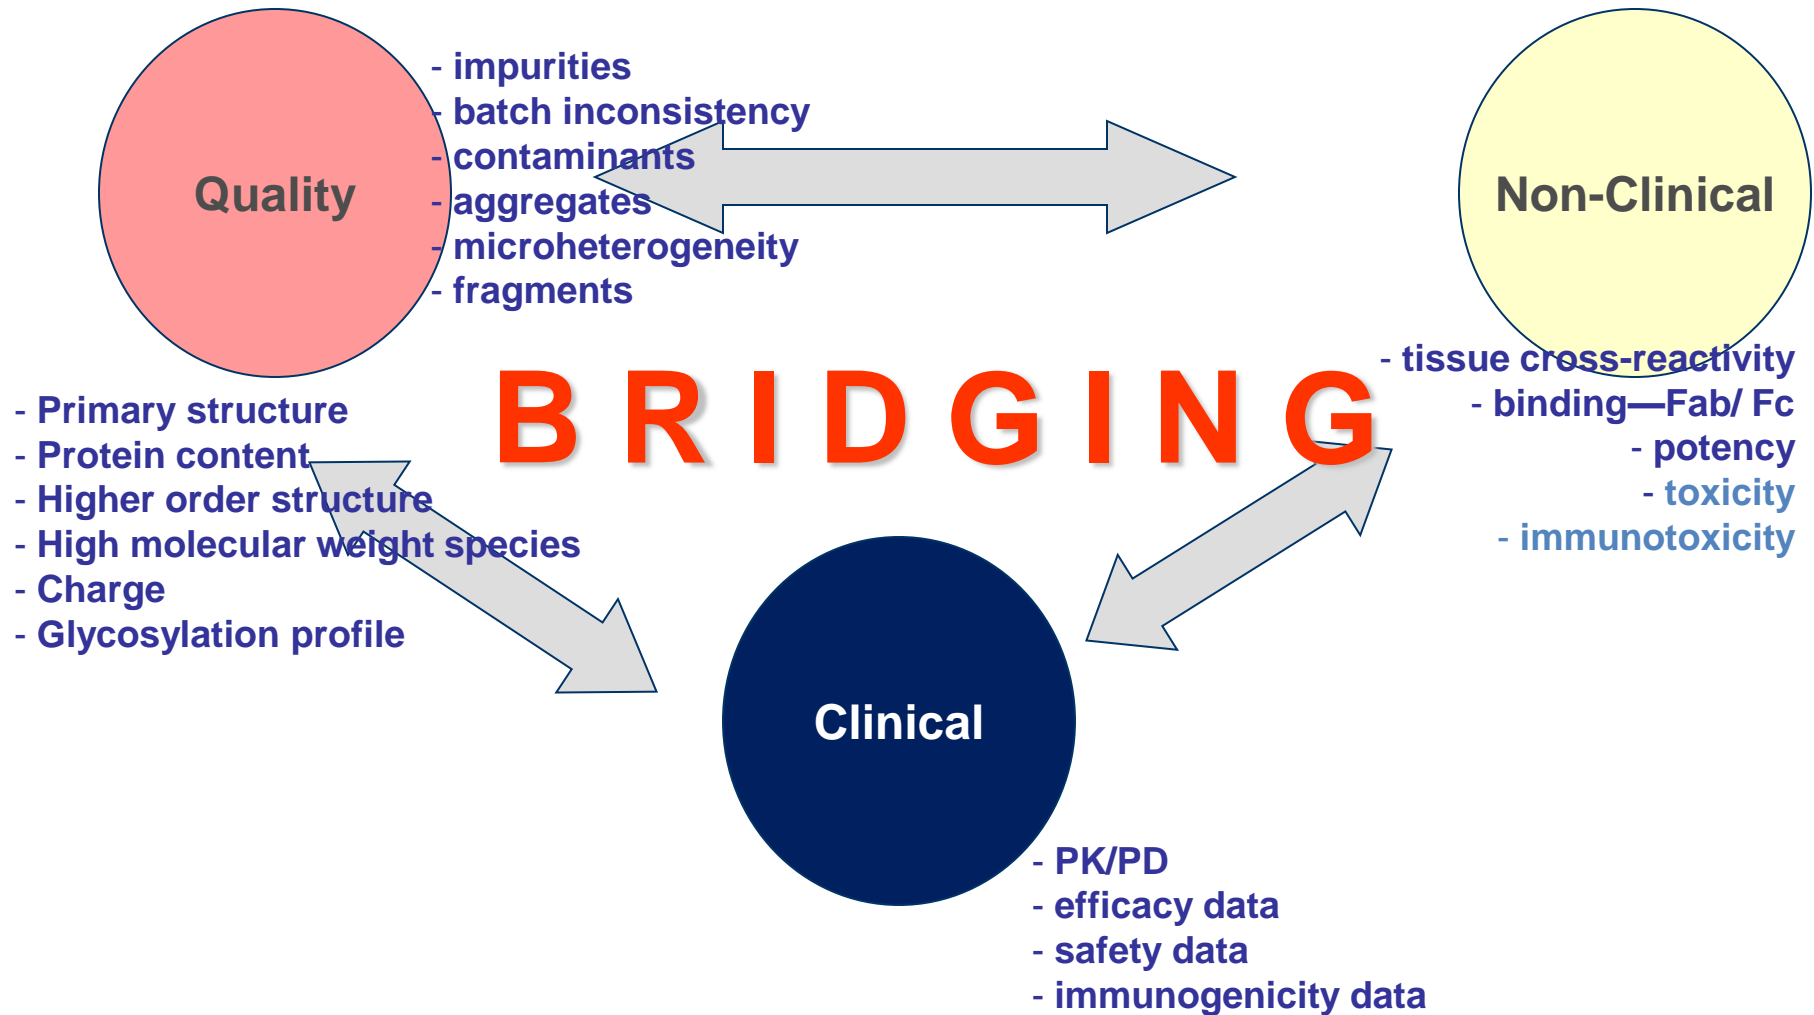 Quality
- impurities
- batch inconsistency
- contaminants
- aggregates
- microheterogeneity
- fragments
Non-Clinical
- Primary structure
- Protein content
- Higher order structure
- High molecular weight species
- Charge
- Glycosylation profile
BRIDGING
- tissue cross-reactivity
- binding—Fab/ Fc
- potency
- toxicity
- immunotoxicity
Clinical
- PK/PD
- efficacy data
- safety data
- immunogenicity data